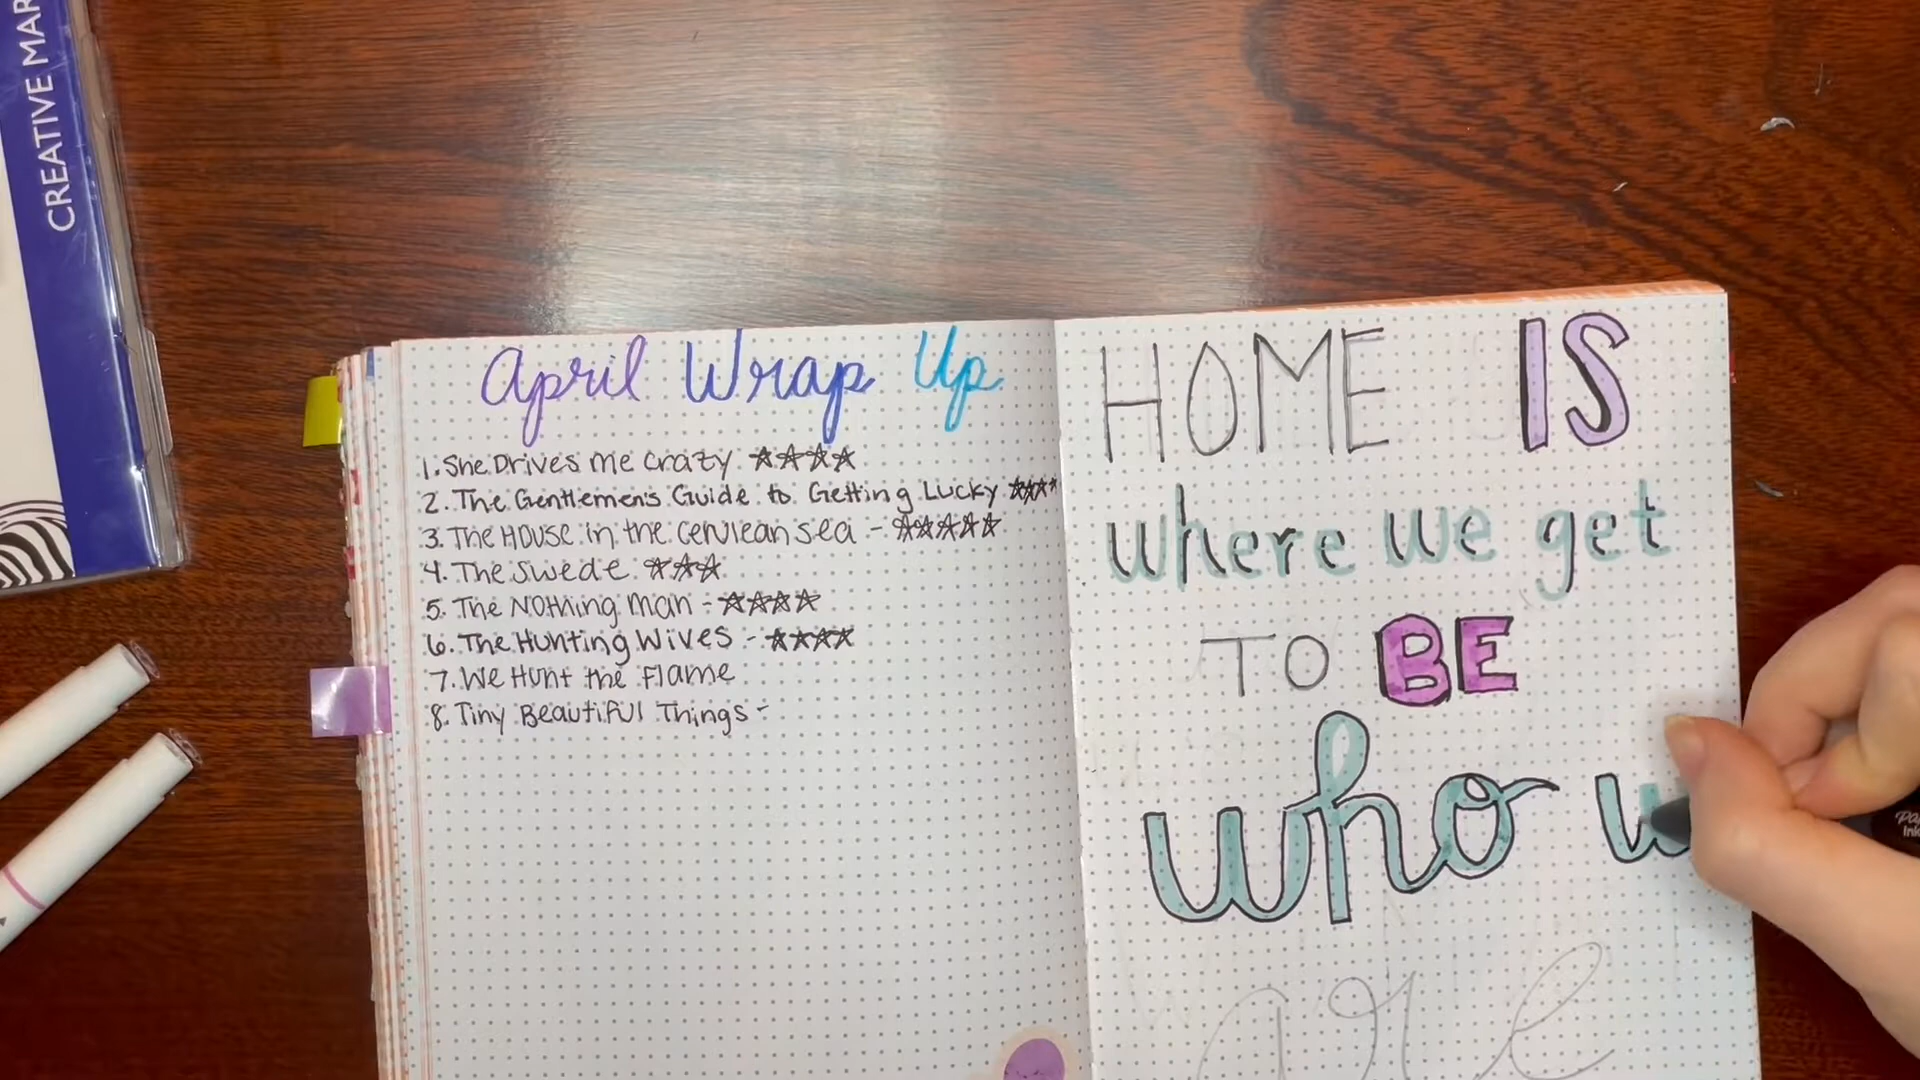 CREATIVE MAR
April Wrap Up
1. She Drives Me Crazy ☆☆☆☆
2. The Gentlemen's Guide to Getting Lucky ☆☆☆☆
3. The House in the cerulean sea - ☆☆☆☆☆
4. The Swede ☆☆☆
5. The Nothing Man - ☆☆☆☆
6. The Hunting Wives - ☆☆☆☆
7. We Hunt the Flame
8. Tiny Beautiful Things -
HOME IS
where we get
TO BE
who w
are